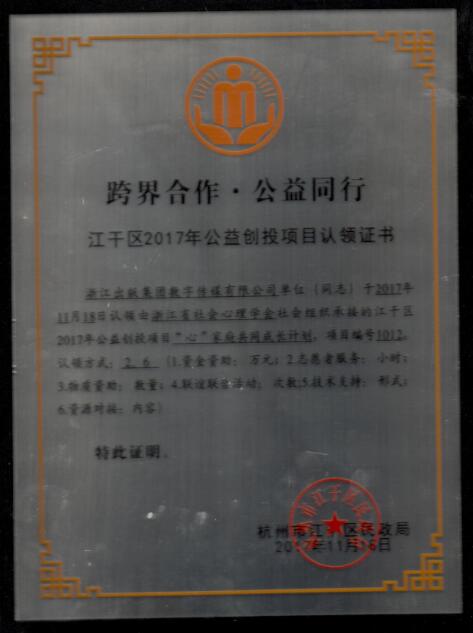 跨界合作·公益同行
江干区2017年公益创投项目认领证书
浙江出版集团数字传媒有限公司单位（同志）于2017年
11月18日认领由浙江省社会心理学会社会组织承接的江干区
2017年公益创投项目“心”家庭共同成长计划，项目编号1012。
认领方式：2、6（1.资金资助： 万元；2.志愿者服务： 小时；
3.物质资助： 数量；4.联谊联欢活动： 次数；5.技术支持： 形式；
6.资源对接： 内容）
特此证明。
杭州市江干区民政局
2017年11月18日